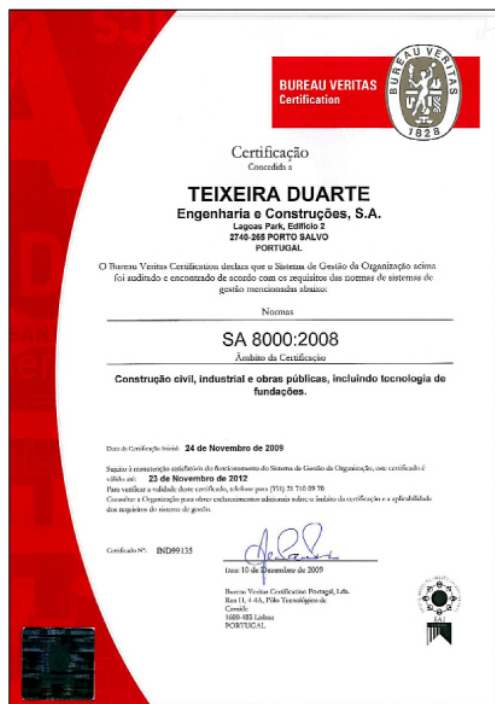 BUREAU VERITAS
Certification
BUREAU VERITAS
1828
Certificação
Concedida a
TEIXEIRA DUARTE
Engenharia e Construções, S.A.
Lagoas Park, Edifício 2
2740-265 PORTO SALVO
PORTUGAL
O Bureau Veritas Certification declara que o Sistema de Gestão da Organização acima
foi auditado e encontrado de acordo com os requisitos das normas de sistemas de
gestão mencionadas abaixo:
Normas
SA 8000:2008
Âmbito da Certificação
Construção civil, industrial e obras públicas, incluindo tecnologia de
fundações.
Data da Certificação Inicial: 24 de Novembro de 2009
Sujeito à manutenção satisfatória do funcionamento do Sistema de Gestão da Organização, este certificado é
válido até: 23 de Novembro de 2012
Para verificar a validade deste certificado, telefone para (351) 21 710 09 70
Consultar a Organização para obter esclarecimentos adicionais sobre o âmbito da certificação e a aplicabilidade
dos requisitos do sistema de gestão.
Certificado Nº. IND99135
Data: 10 de Dezembro de 2009
Bureau Veritas Certification Portugal, Lda.
Rua 11, 4-4A, Pólo Tecnológico de
Carnide
1600-485 Lisboa
PORTUGAL
SAI